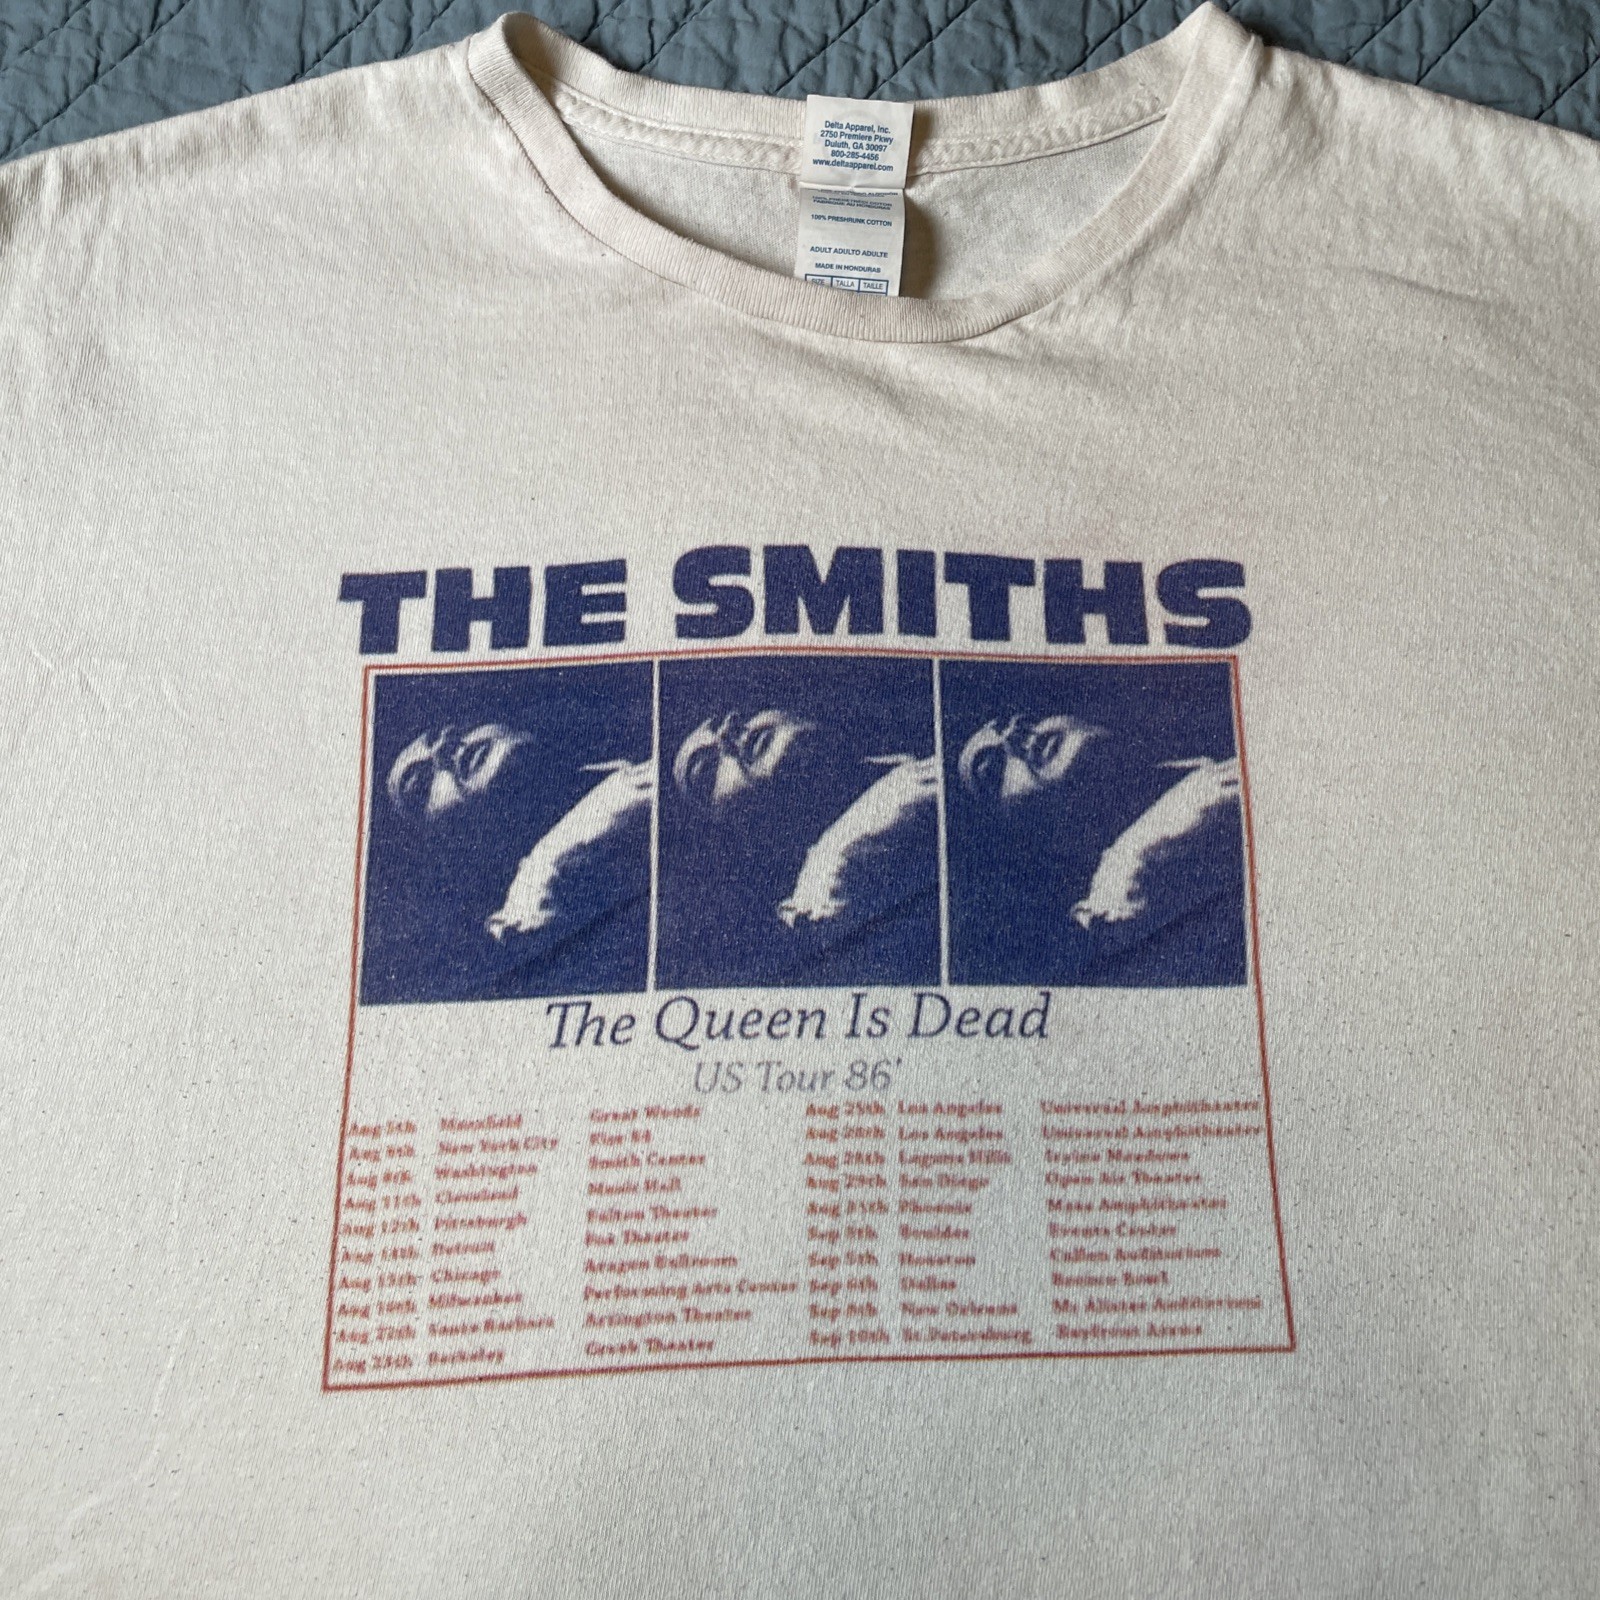 Delta Apparel, Inc.
2750 Premiere Pkwy
Duluth, GA 30097
800-285-4456
www.deltaapparel.com
100% PRESHRUNK COTTON
ADULT ADULTO ADULTE
MADE IN HONDURAS
SIZE TALLA TAILLE
THE SMITHS
The Queen Is Dead
US Tour 86'
Aug 5th Mansfield Great Woods
Aug New York City Pier 84
Aug 8th Washington Smith Center
Aug 11th Cleveland Music Hall
Aug 12th Pittsburgh Fulton Theater
Aug 14th Detroit Fox Theater
Aug 15th Chicago Aragon Ballroom
Aug 16th Milwaukee Performing Arts Center
Aug 22th Santa Barbara Arlington Theater
Aug 23th Berkeley Greek Theater
Aug 25th Los Angeles Universal Amphitheater
Aug 26th Los Angeles Universal Amphitheater
Aug 28th Laguna Hills Irvine Meadows
Aug 29th San Diego Open Air Theater
Aug 31th Phoenix Mesa Amphitheater
Sep Boulder Events Center
Sep 5th Houston Cullen Auditorium
Sep 6th Dallas Bronco Bowl
Sep 8th New Orleans Mc Alister Auditorium
Sep 10th St. Petersburg Bayfront Arena